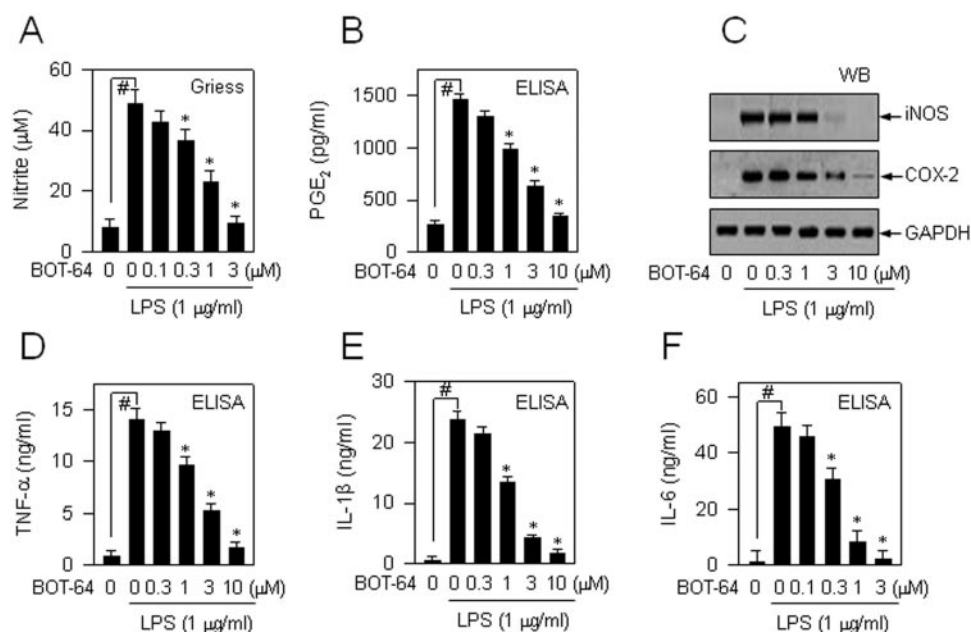 A
Nitrite (μM)
60
40
20
0
#
Griess
*
*
*
BOT-64 0 0 0.1 0.3 1 3 (μM)
LPS (1 μg/ml)
B
PGE2 (pg/ml)
1500
1000
500
0
#
ELISA
*
*
*
BOT-64 0 0 0.3 1 3 10 (μM)
LPS (1 μg/ml)
C
WB
iNOS
COX-2
GAPDH
BOT-64 0 0 0.3 1 3 10 (μM)
LPS (1 μg/ml)
D
TNF-α (ng/ml)
15
10
5
0
#
ELISA
*
*
*
BOT-64 0 0 0.3 1 3 10 (μM)
LPS (1 μg/ml)
E
IL-1β (ng/ml)
30
20
10
0
#
ELISA
*
*
*
BOT-64 0 0 0.3 1 3 10 (μM)
LPS (1 μg/ml)
F
IL-6 (ng/ml)
60
40
20
0
#
ELISA
*
*
*
BOT-64 0 0 0.1 0.3 1 3 (μM)
LPS (1 μg/ml)